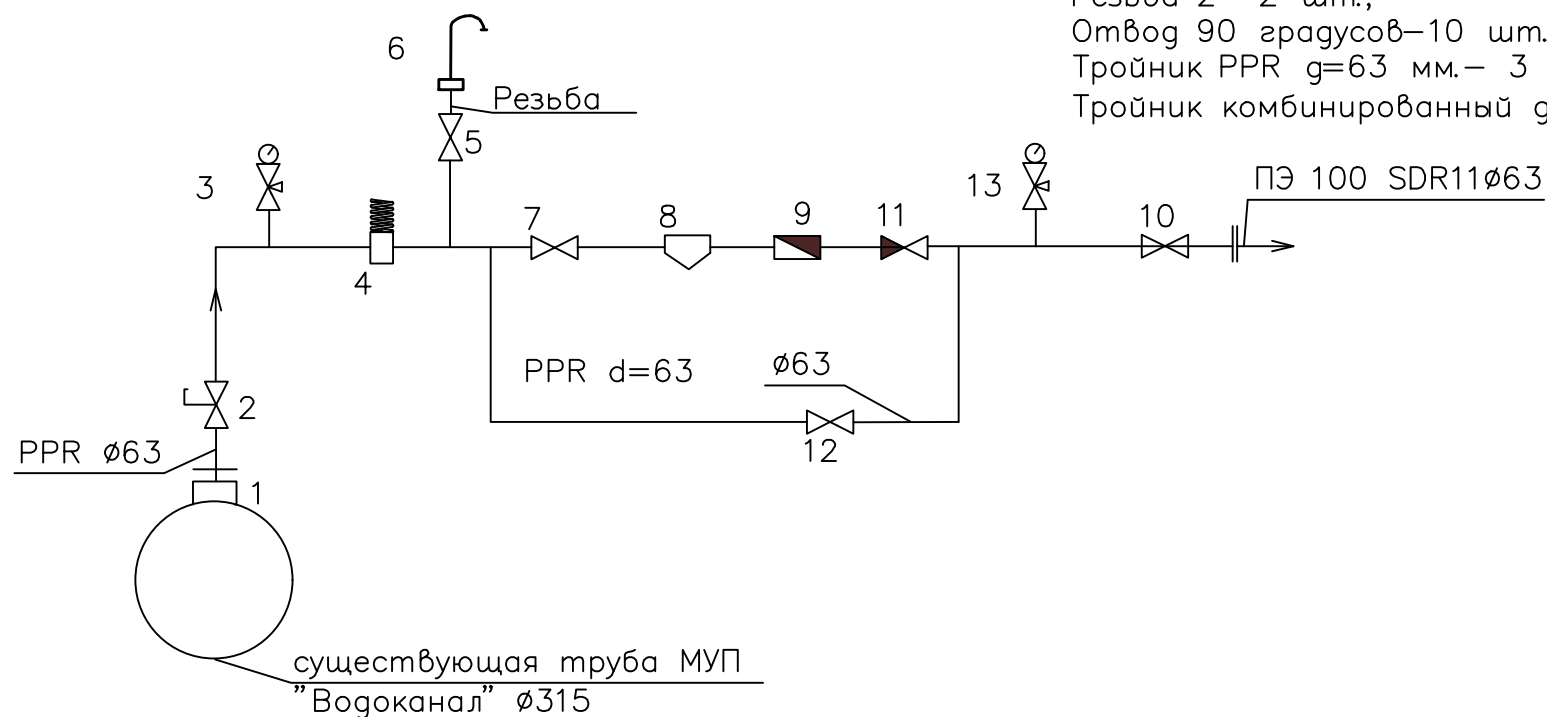 Резьба 2" 2 шт.,
Отвод 90 градусов-10 шт.
Тройник PPR g=63 мм.- 3
Тройник комбинированный g
6
Резьба
5
3
13
ПЭ 100 SDR11ø63
7
8
9
11
10
4
PPR d=63
ø63
2
12
PPR ø63
1
существующая труба МУП
"Водоканал" ø315